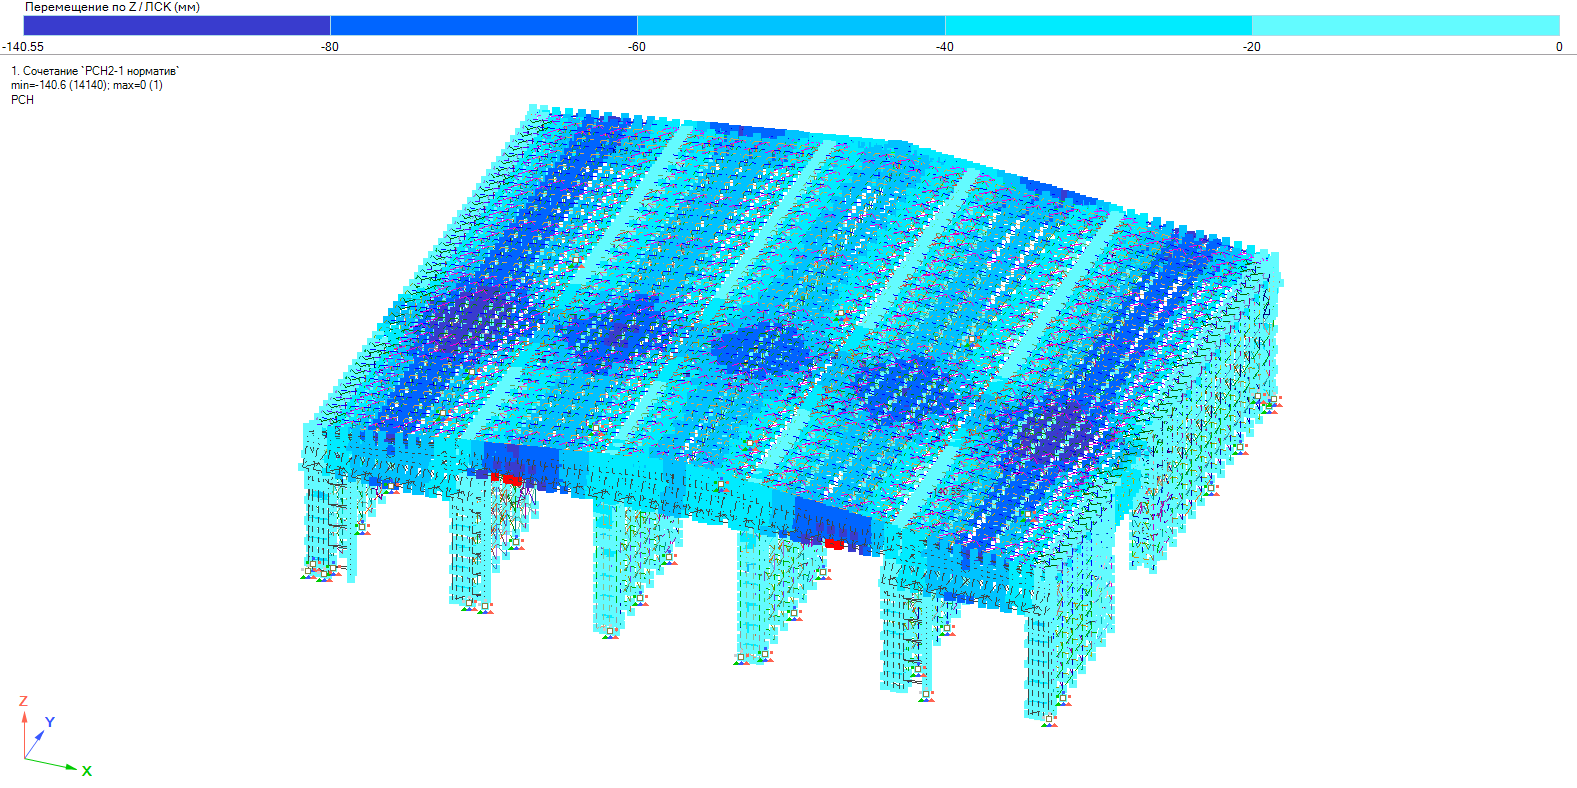 Перемещение по Z / ЛСК (мм)
-140.55 -80 -60 -40 -20 0
1. Сочетание `РСН2-1 норматив`
min=-140.6 (14140); max=0 (1)
РСН
Z
Y
X